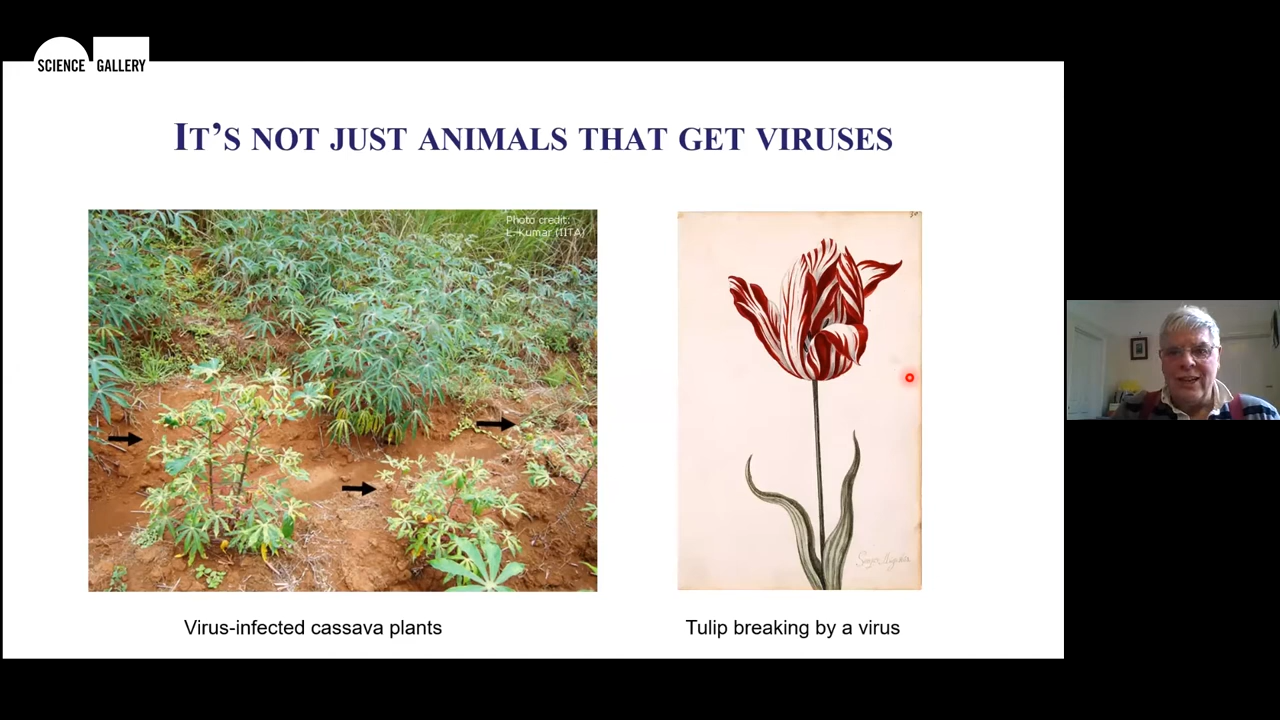 SCIENCE GALLERY
IT'S NOT JUST ANIMALS THAT GET VIRUSES
Photo credit:
L-Kumar (IITA)
30
Virus-infected cassava plants
Tulip breaking by a virus